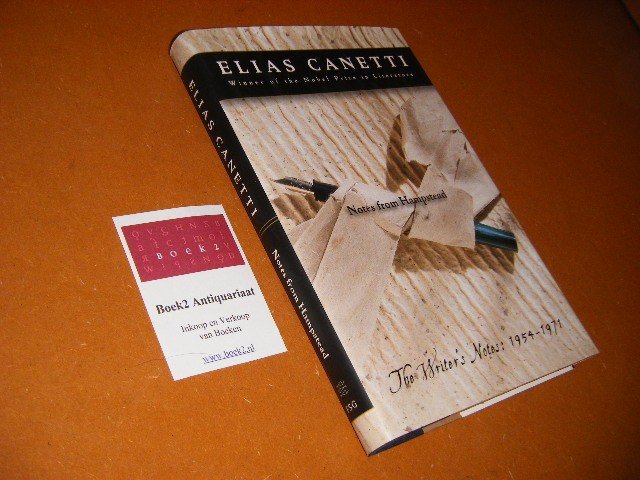 ELIAS CANETTI
Winner of the Nobel Prize in Literature
Notes from Hampstead
The Writer's Notes: 1954-1971
ELIAS CANETTI
Notes from Hampstead
FSG
BOEK2
Boek2 Antiquariaat
Inkoop en Verkoop
van Boeken
www.boek2.nl